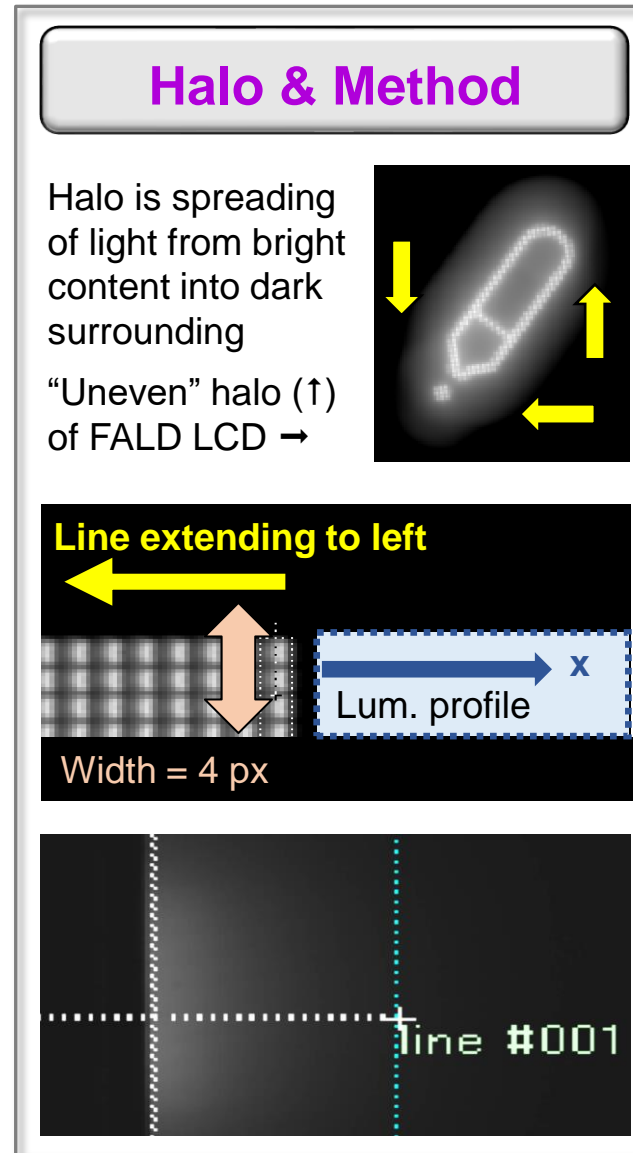 Halo & Method
Halo is spreading
of light from bright
content into dark
surrounding
“Uneven” halo (↑)
of FALD LCD ➞
Line extending to left
x
Lum. profile
Width = 4 px
line #001